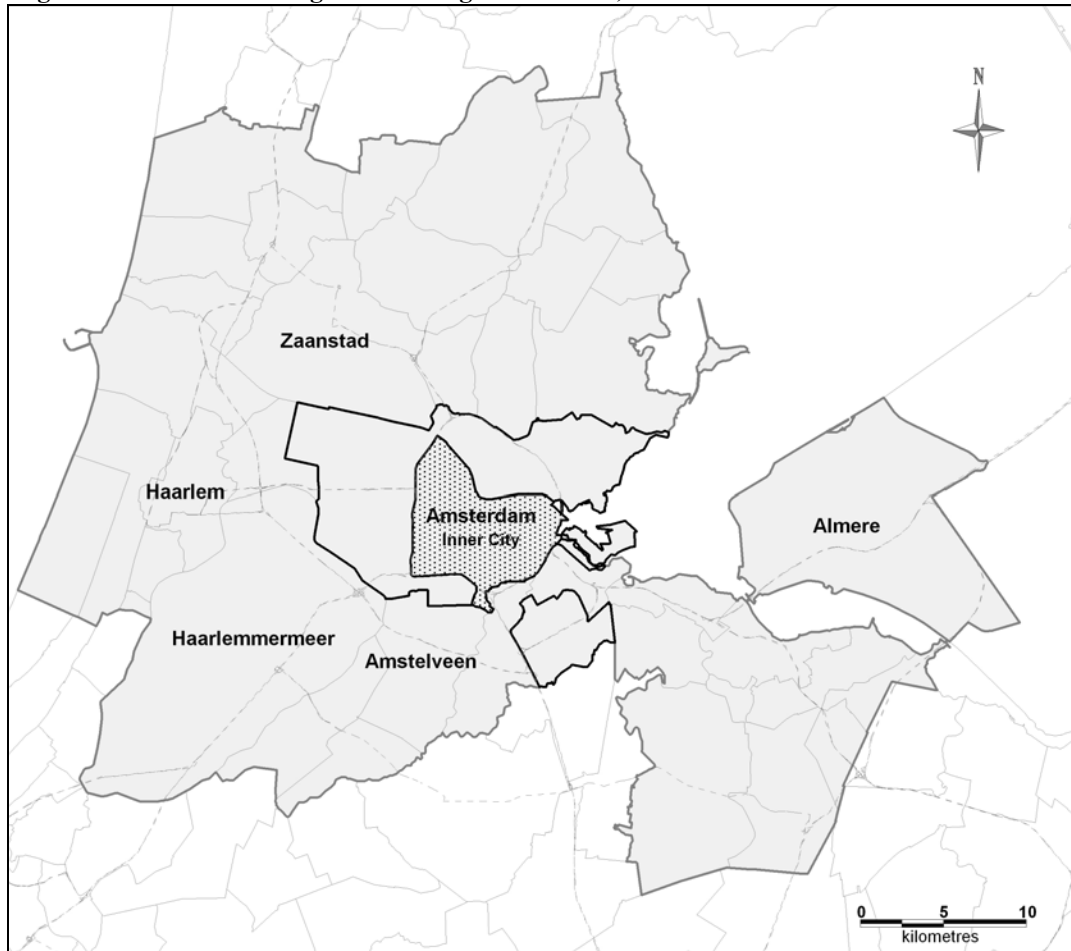 N
Zaanstad
Haarlem
Amsterdam
Inner City
Almere
Haarlemmermeer
Amstelveen
0 5 10
kilometres